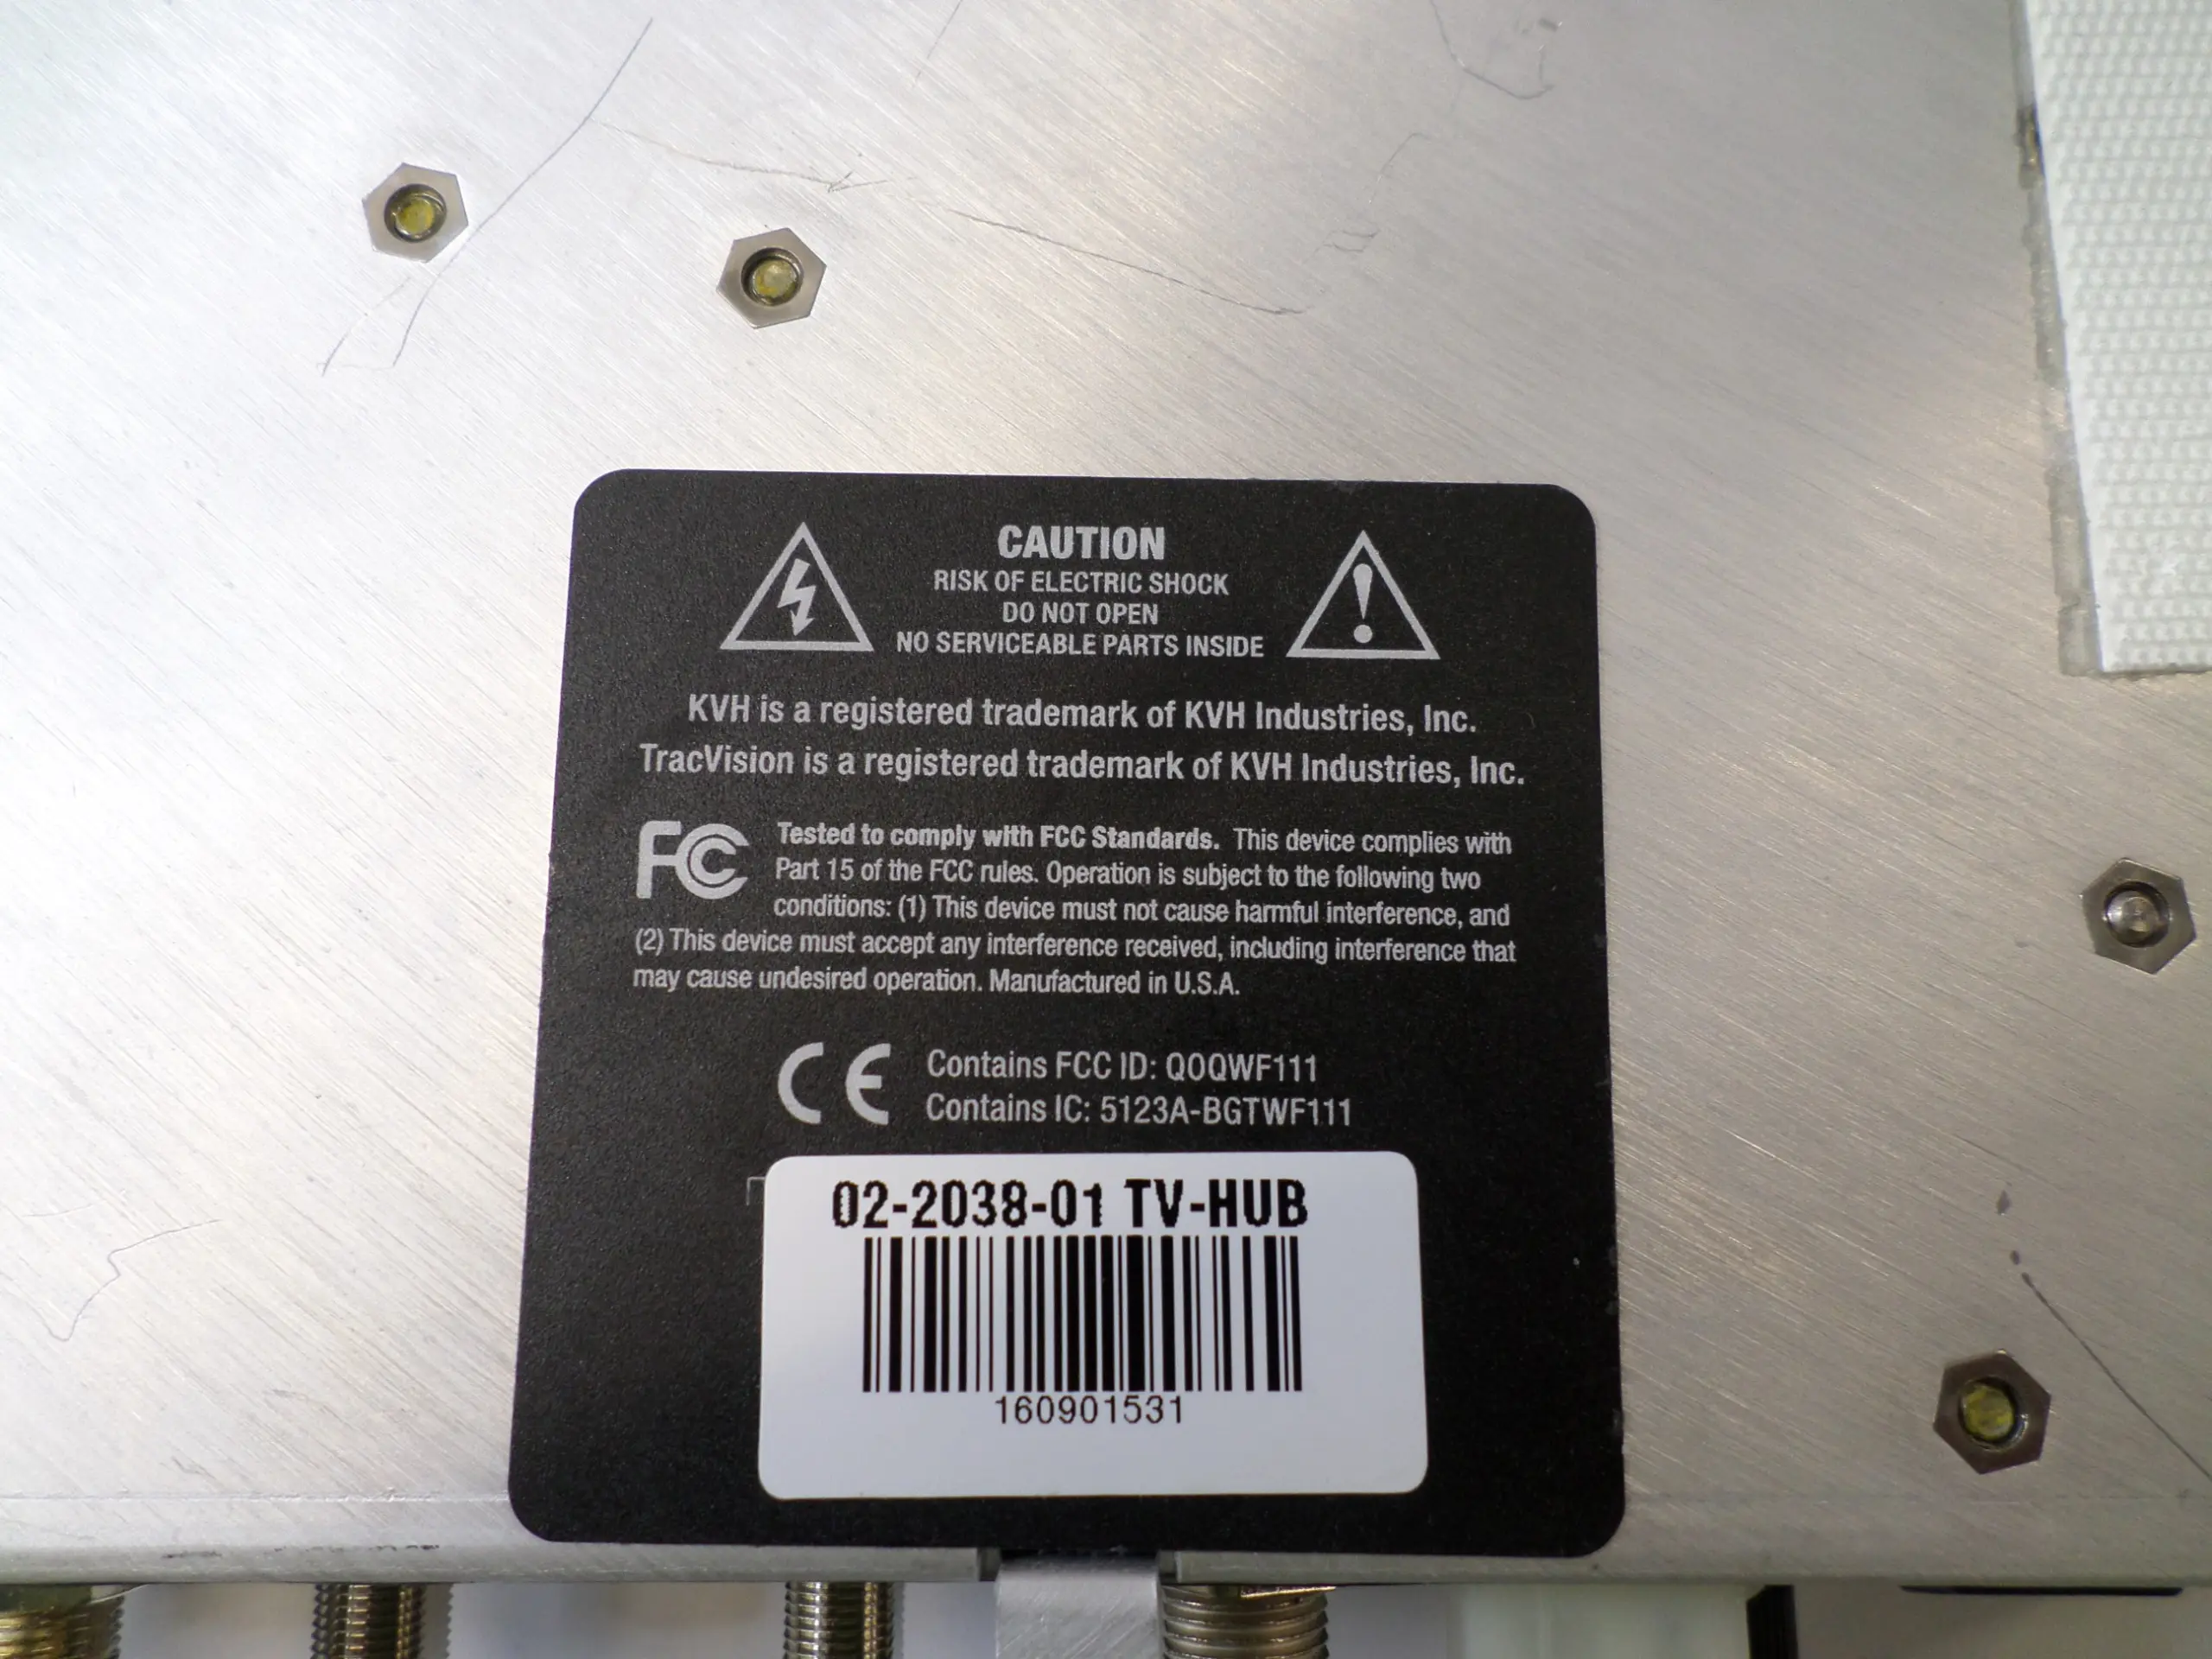 CAUTION
RISK OF ELECTRIC SHOCK
DO NOT OPEN
NO SERVICEABLE PARTS INSIDE
KVH is a registered trademark of KVH Industries, Inc.
TracVision is a registered trademark of KVH Industries, Inc.
FC Tested to comply with FCC Standards. This device complies with
Part 15 of the FCC rules. Operation is subject to the following two
conditions: (1) This device must not cause harmful interference, and
(2) This device must accept any interference received, including interference that
may cause undesired operation. Manufactured in U.S.A.
CE Contains FCC ID: QOQWF111
Contains IC: 5123A-BGTWF111
02-2038-01 TV-HUB
160901531